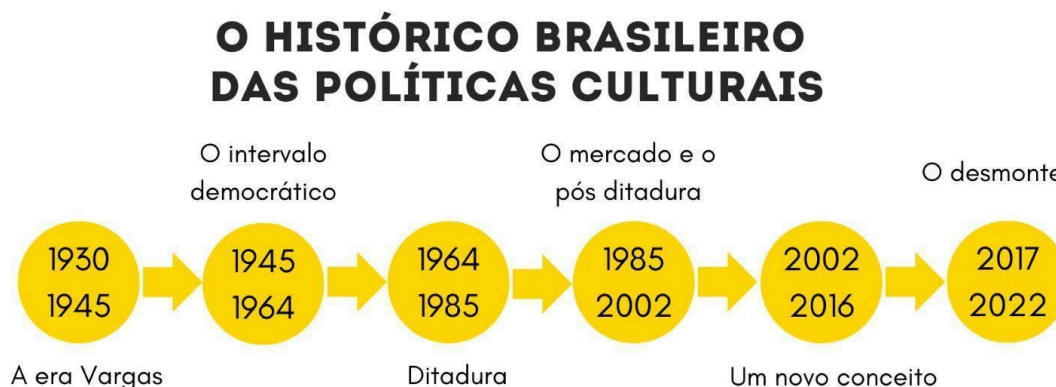 O HISTÓRICO BRASILEIRO
DAS POLÍTICAS CULTURAIS
O intervalo
democrático
O mercado e o
pós ditadura
O desmonte
1930
1945
1945
1964
1964
1985
1985
2002
2002
2016
2017
2022
A era Vargas
Ditadura
Um novo conceito